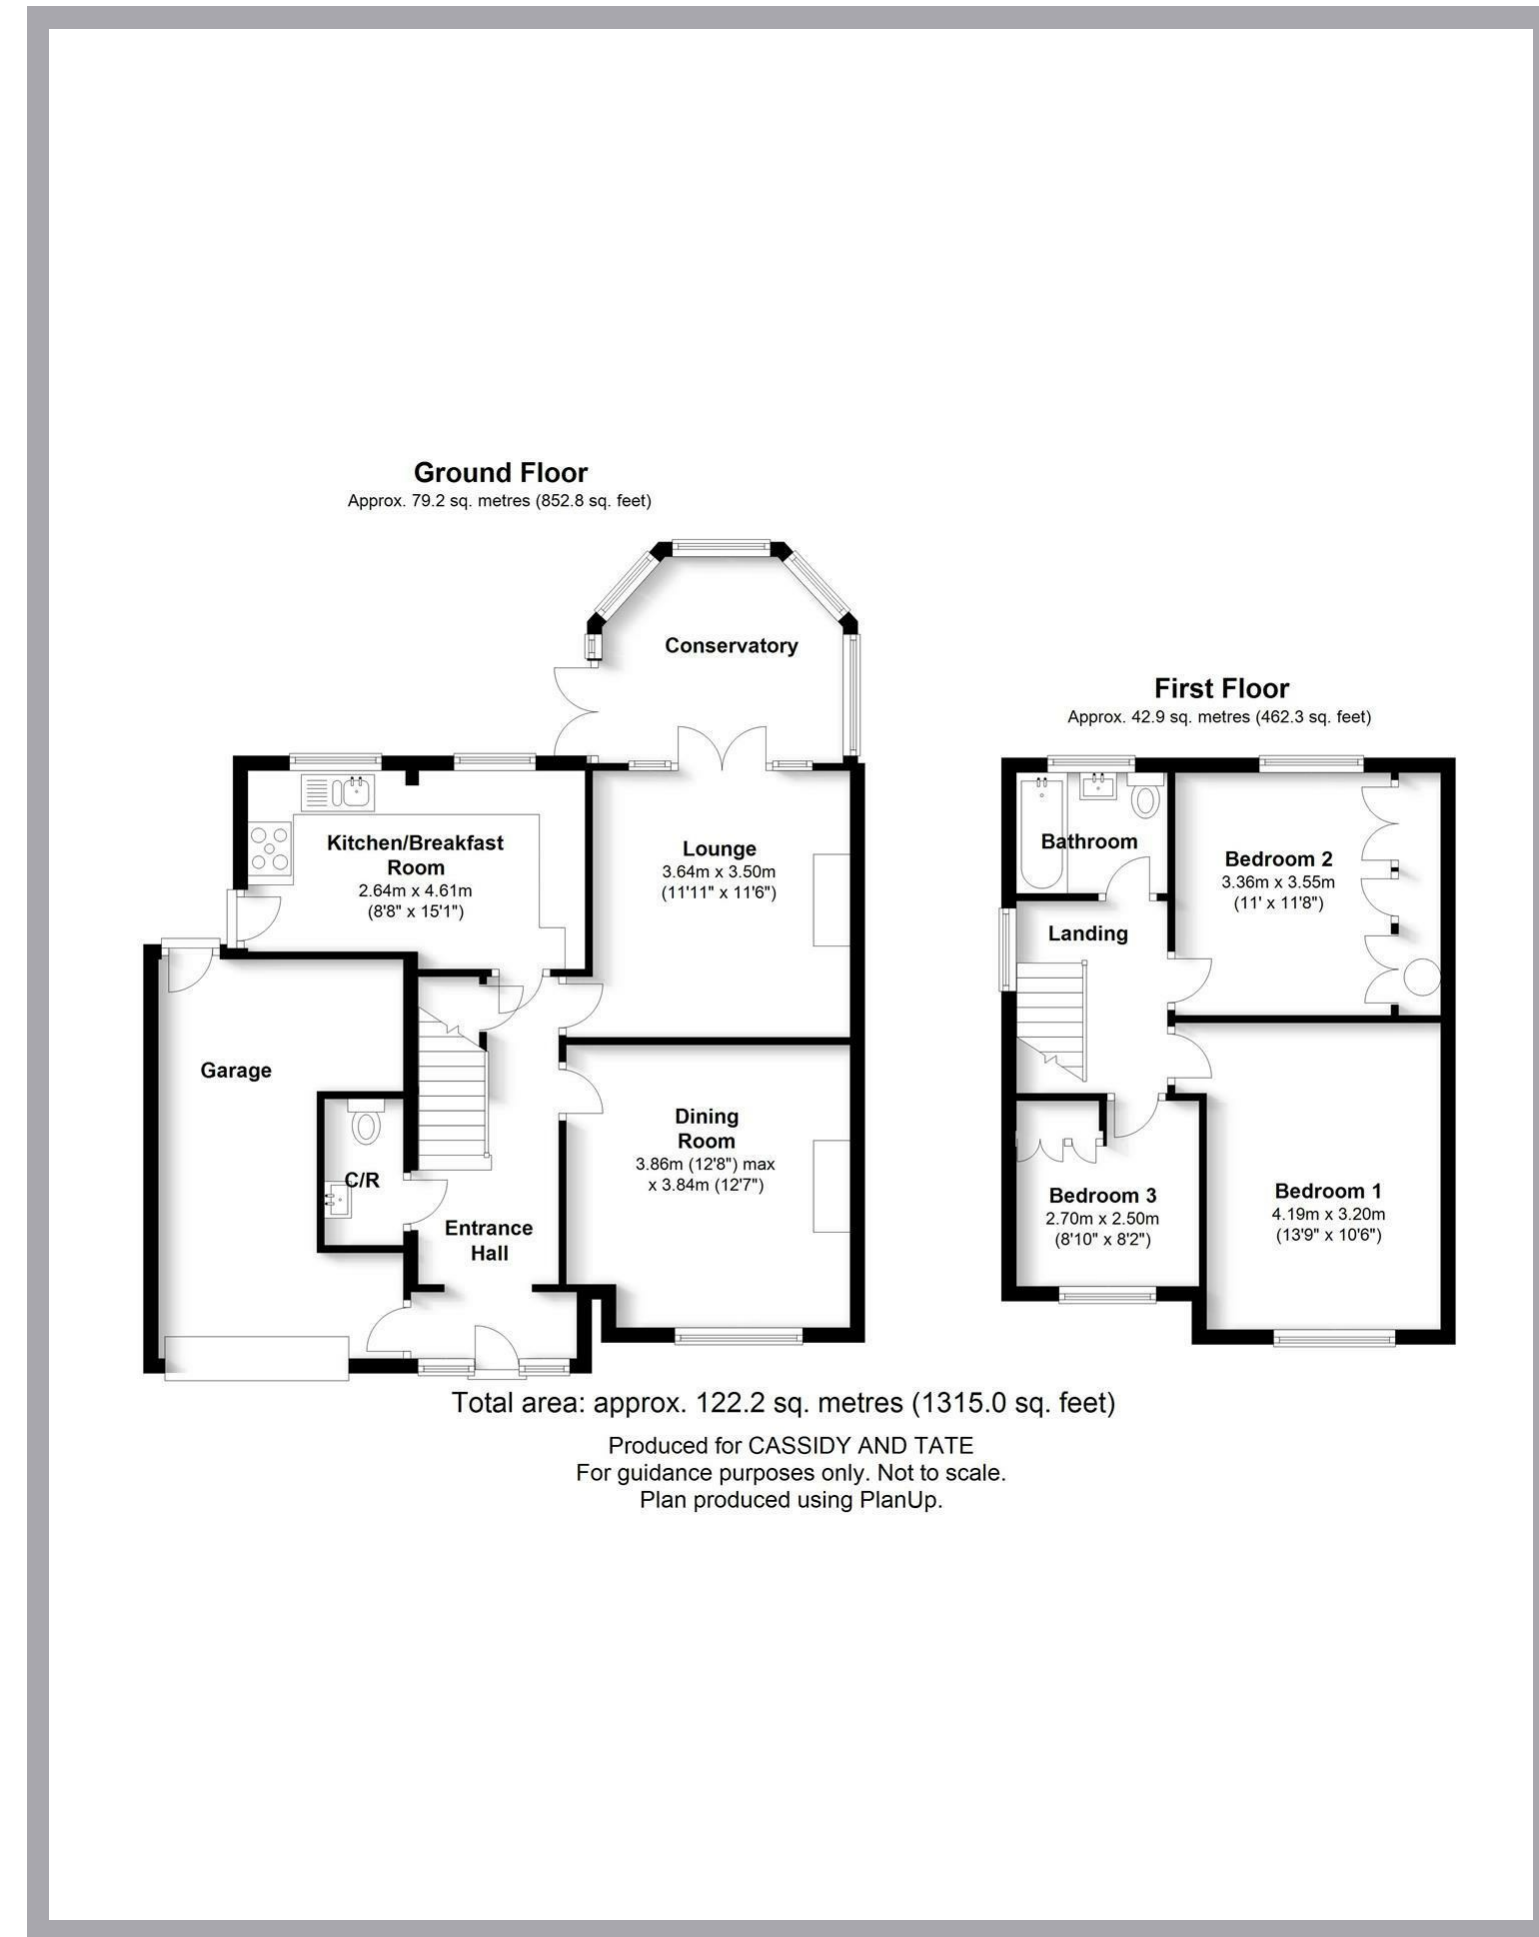 Ground Floor
Approx. 79.2 sq. metres (852.8 sq. feet)
Conservatory
Kitchen/Breakfast
Room
2.64m x 4.61m
(8'8" x 15'1")
Lounge
3.64m x 3.50m
(11'11" x 11'6")
Garage
Dining
Room
3.86m (12'8") max
x 3.84m (12'7")
C/R
Entrance
Hall
First Floor
Approx. 42.9 sq. metres (462.3 sq. feet)
Bathroom
Bedroom 2
3.36m x 3.55m
(11' x 11'8")
Landing
Bedroom 3
2.70m x 2.50m
(8'10" x 8'2")
Bedroom 1
4.19m x 3.20m
(13'9" x 10'6")
Total area: approx. 122.2 sq. metres (1315.0 sq. feet)
Produced for CASSIDY AND TATE
For guidance purposes only. Not to scale.
Plan produced using PlanUp.